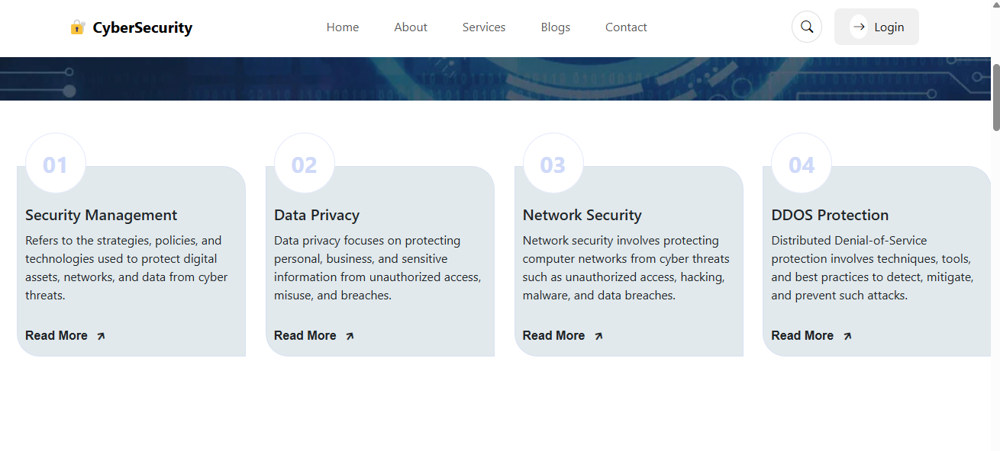 CyberSecurity
Home
About
Services
Blogs
Contact
Login
01
Security Management
Refers to the strategies, policies, and
technologies used to protect digital
assets, networks, and data from cyber
threats.
Read More
02
Data Privacy
Data privacy focuses on protecting
personal, business, and sensitive
information from unauthorized access,
misuse, and breaches.
Read More
03
Network Security
Network security involves protecting
computer networks from cyber threats
such as unauthorized access, hacking,
malware, and data breaches.
Read More
04
DDOS Protection
Distributed Denial-of-Service
protection involves techniques, tools,
and best practices to detect, mitigate,
and prevent such attacks.
Read More